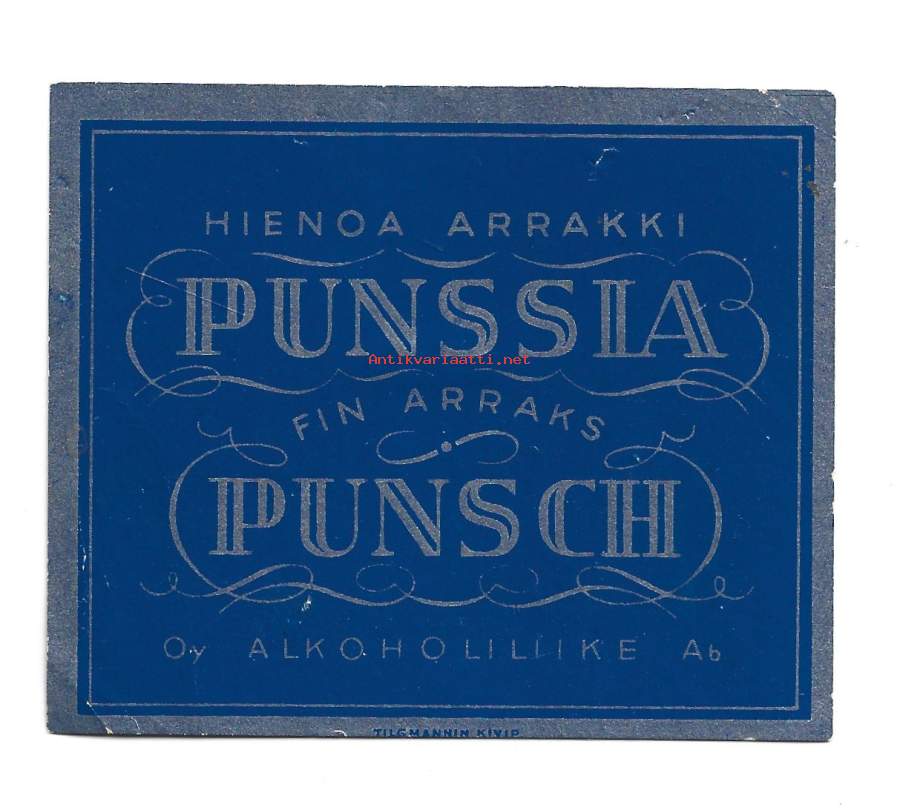 HIENOA ARRAKKI
PUNSSIA
Antikvariaatti.net
FIN ARRAKS
PUNSCH
Oy ALKOHOLILIIKE Ab
TILGMANNIN KIVIP.